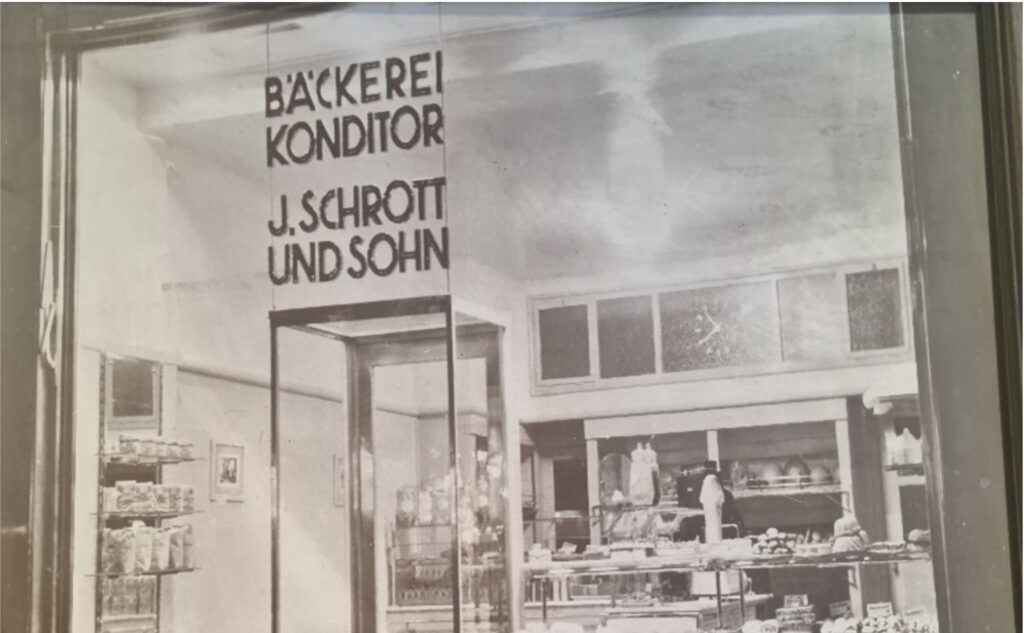 BÄCKEREI
KONDITOR
J. SCHROTT
UND SOHN